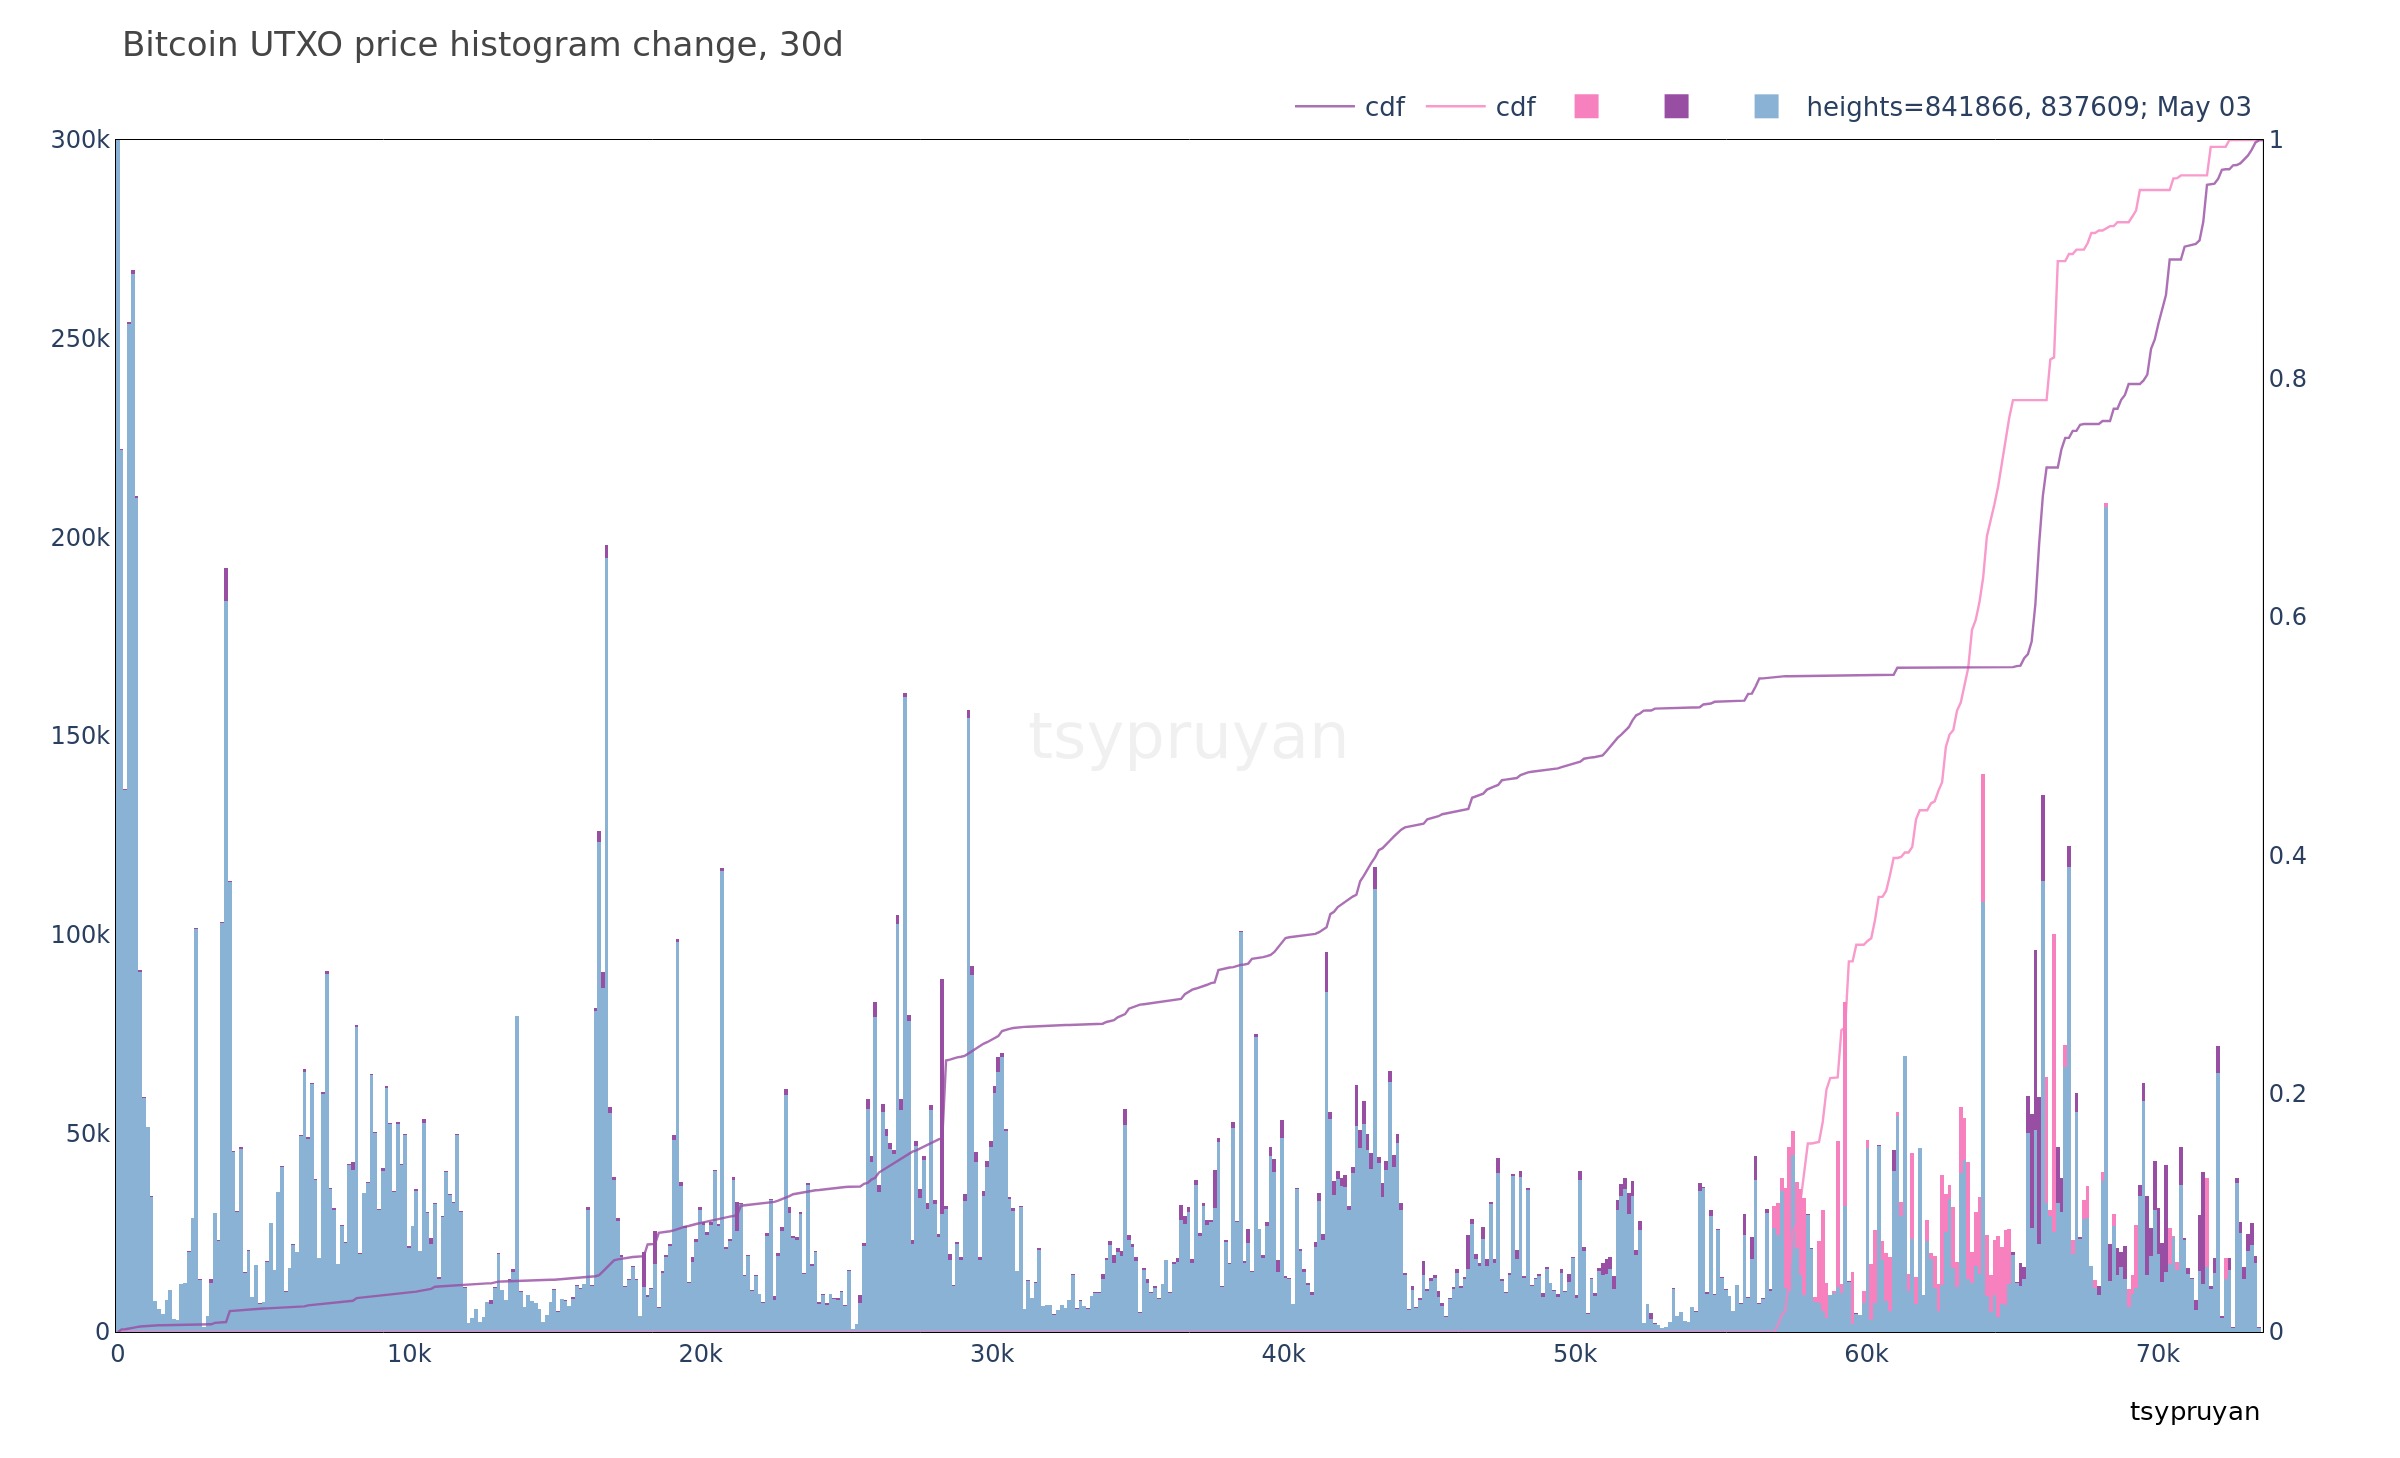 Bitcoin UTXO price histogram change, 30d
cdf cdf heights=841866, 837609; May 03
300k
250k
200k
150k
100k
50k
0
1
0.8
0.6
0.4
0.2
0
tsypruyan
0 10k 20k 30k 40k 50k 60k 70k
tsypruyan